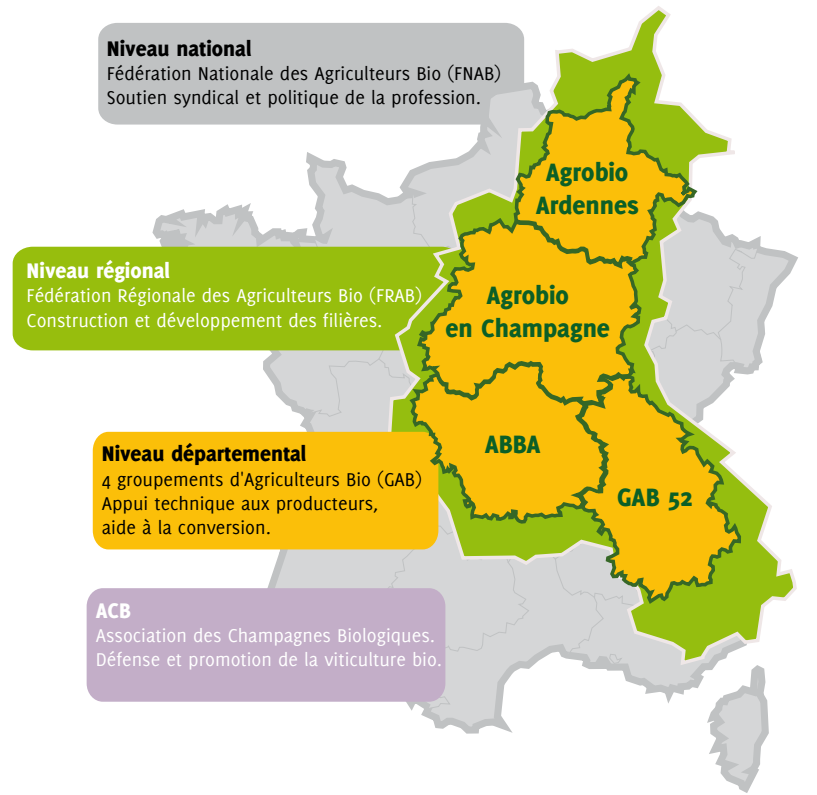 Niveau national
Fédération Nationale des Agriculteurs Bio (FNAB)
Soutien syndical et politique de la profession.
Agrobio
Ardennes
Niveau régional
Fédération Régionale des Agriculteurs Bio (FRAB)
Construction et développement des filières.
Agrobio
en Champagne
Niveau départemental
4 groupements d'Agriculteurs Bio (GAB)
Appui technique aux producteurs,
aide à la conversion.
ABBA
GAB 52
ACB
Association des Champagnes Biologiques.
Défense et promotion de la viticulture bio.